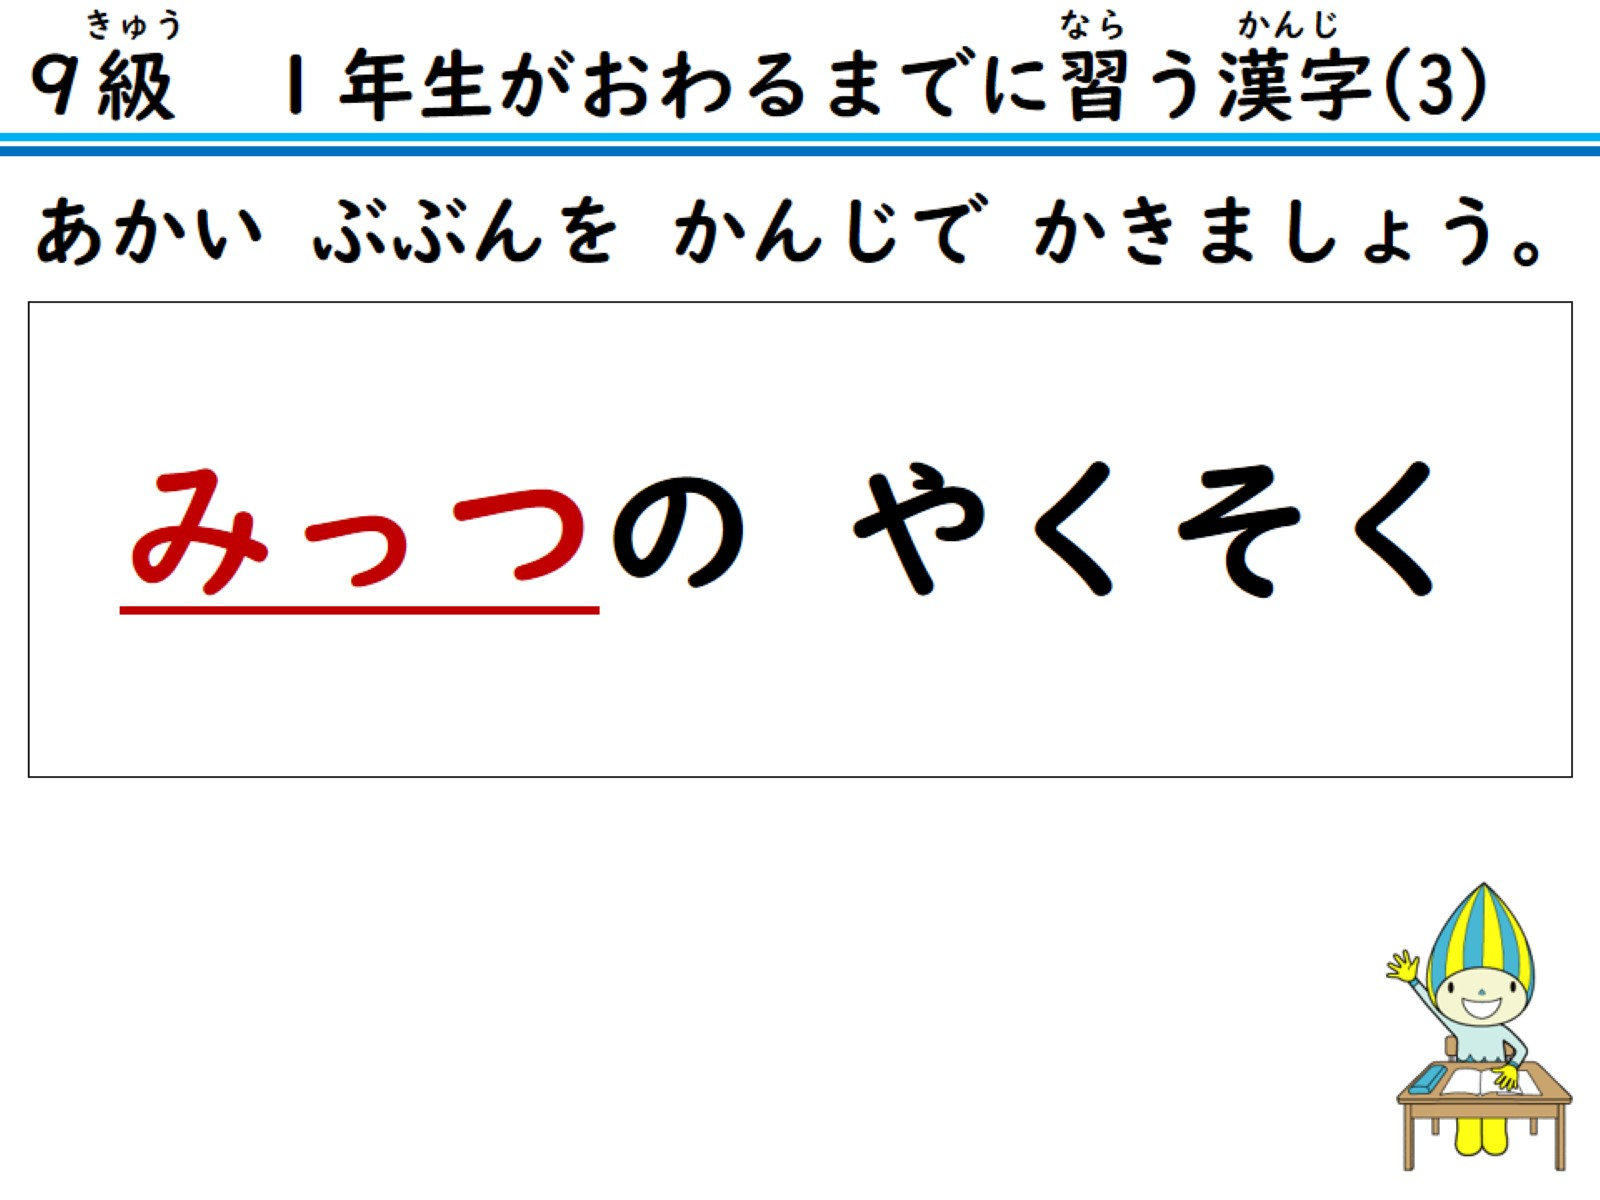 きゅう なら かんじ
9級 1年生がおわるまでに習う漢字(3)
あかい ぶぶんを かんじで かきましょう。
みっつの やくそく